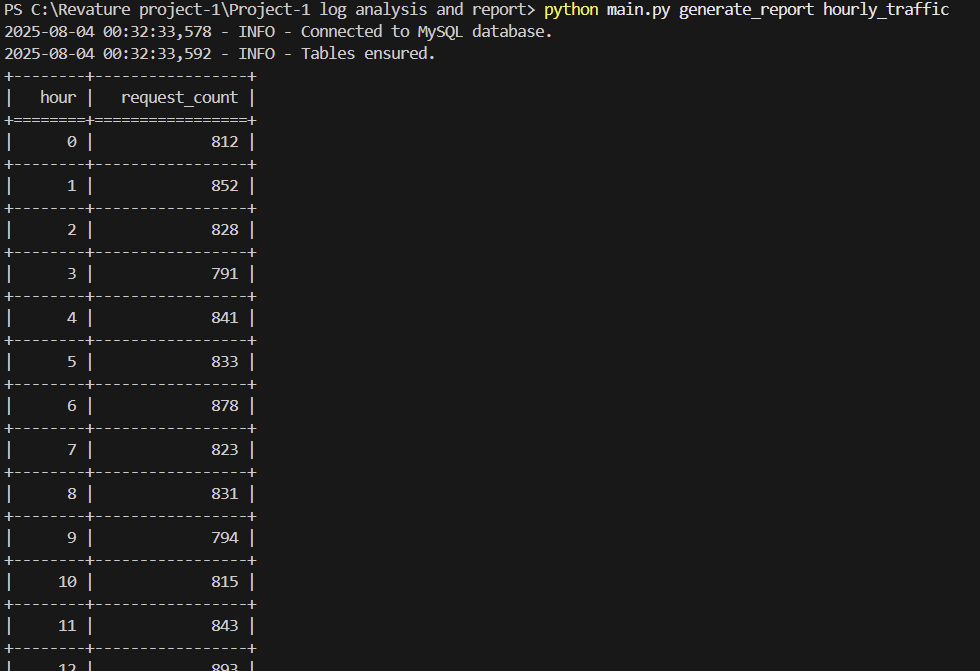 PS C:\Revature project-1\Project-1 log analysis and report> python main.py generate_report hourly_traffic
2025-08-04 00:32:33,578 - INFO - Connected to MySQL database.
2025-08-04 00:32:33,592 - INFO - Tables ensured.
+--------+-----------------+
|   hour |   request_count |
+========+=================+
|      0 |             812 |
+--------+-----------------+
|      1 |             852 |
+--------+-----------------+
|      2 |             828 |
+--------+-----------------+
|      3 |             791 |
+--------+-----------------+
|      4 |             841 |
+--------+-----------------+
|      5 |             833 |
+--------+-----------------+
|      6 |             878 |
+--------+-----------------+
|      7 |             823 |
+--------+-----------------+
|      8 |             831 |
+--------+-----------------+
|      9 |             794 |
+--------+-----------------+
|     10 |             815 |
+--------+-----------------+
|     11 |             843 |
+--------+-----------------+
|     12 |             893 |